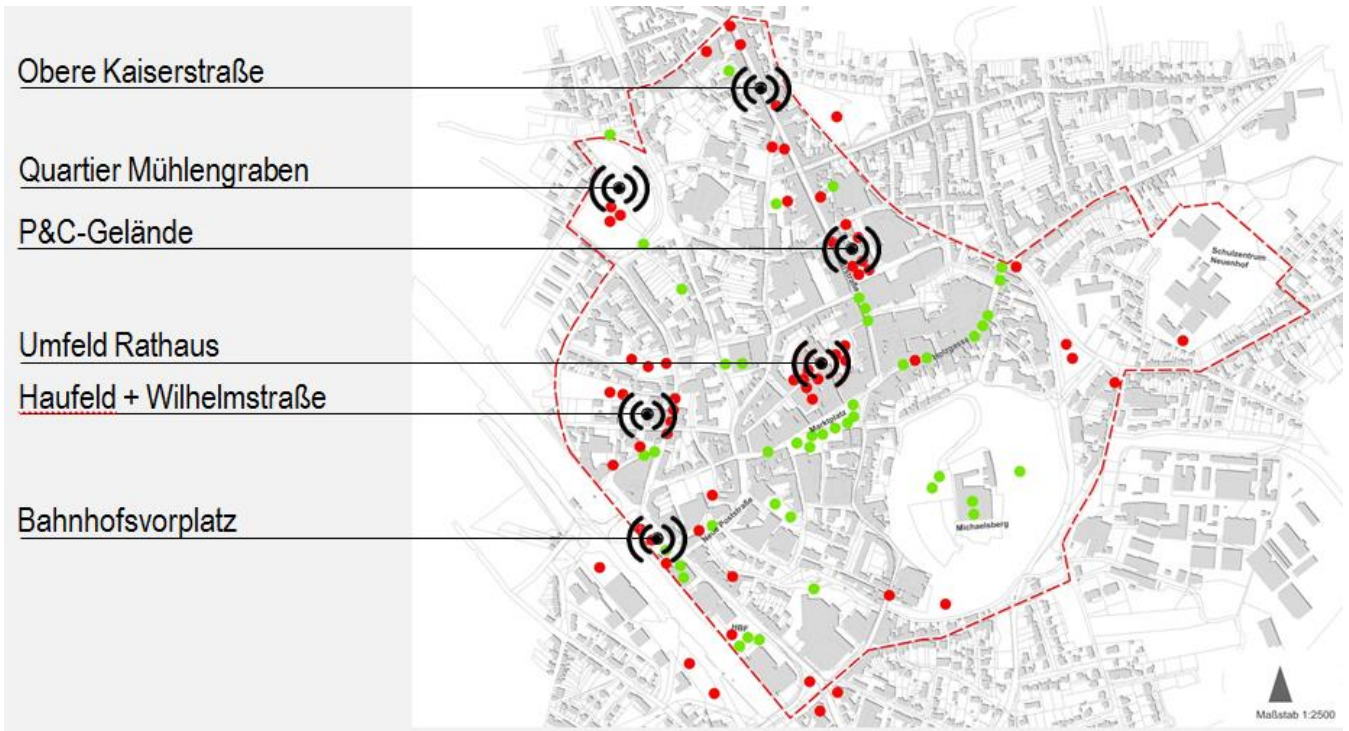 Obere Kaiserstraße
Quartier Mühlengraben
P&C-Gelände
Umfeld Rathaus
Haufeld + Wilhelmstraße
Bahnhofsvorplatz
Schulzentrum
Neuenhof
Holzgasse
Marktplatz
Neue Poststraße
Michaelsberg
HBF
Maßstab 1:2500